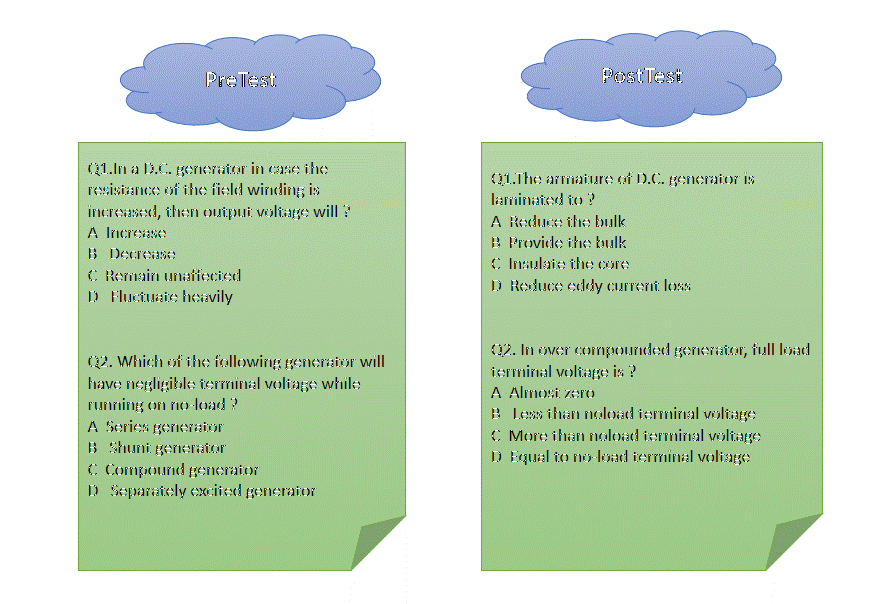 PreTest
Q1.In a D.C. generator in case the
resistance of the field winding is
increased, then output voltage will ?
A Increase
B Decrease
C Remain unaffected
D Fluctuate heavily
Q2. Which of the following generator will
have negligible terminal voltage while
running on no-load ?
A Series generator
B Shunt generator
C Compound generator
D Separately excited generator
PostTest
Q1.The armature of D.C. generator is
laminated to ?
A Reduce the bulk
B Provide the bulk
C Insulate the core
D Reduce eddy current loss
Q2. In over compounded generator, full load
terminal voltage is ?
A Almost zero
B Less than noload terminal voltage
C More than noload terminal voltage
D Equal to no-load terminal voltage